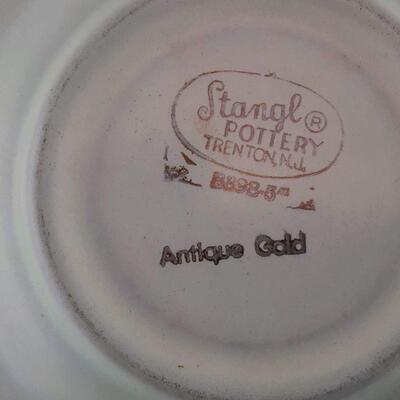 Stangl ®
POTTERY
TRENTON, N.J.
Antique Gold